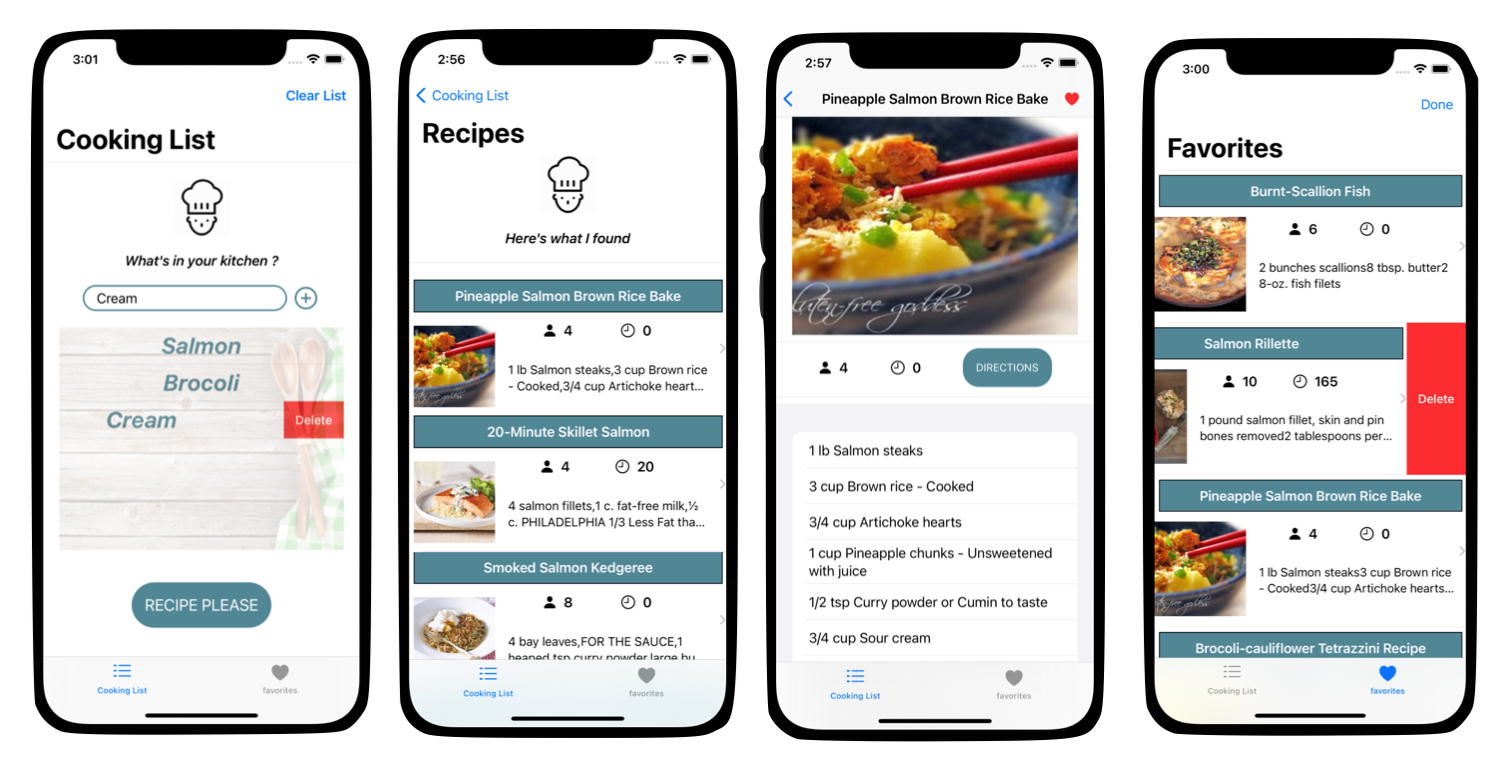 3:01
Clear List
Cooking List
What's in your kitchen ?
Cream
Salmon
Brocoli
Cream
Delete
RECIPE PLEASE
Cooking List
favorites
2:56
Cooking List
Recipes
Here's what I found
Pineapple Salmon Brown Rice Bake
4 0
1 lb Salmon steaks,3 cup Brown rice
- Cooked,3/4 cup Artichoke heart...
20-Minute Skillet Salmon
4 20
4 salmon fillets,1 c. fat-free milk,½
c. PHILADELPHIA 1/3 Less Fat tha...
Smoked Salmon Kedgeree
8 0
4 bay leaves,FOR THE SAUCE,1
heaped tsp curry powder,large bu
Cooking List
favorites
2:57
Pineapple Salmon Brown Rice Bake
luten-free goddess
4 0
DIRECTIONS
1 lb Salmon steaks
3 cup Brown rice - Cooked
3/4 cup Artichoke hearts
1 cup Pineapple chunks - Unsweetened
with juice
1/2 tsp Curry powder or Cumin to taste
3/4 cup Sour cream
Cooking List
favorites
3:00
Done
Favorites
Burnt-Scallion Fish
6 0
2 bunches scallions8 tbsp. butter2
8-oz. fish filets
Salmon Rillette
10 165
1 pound salmon fillet, skin and pin
bones removed2 tablespoons per...
Delete
Pineapple Salmon Brown Rice Bake
4 0
1 lb Salmon steaks3 cup Brown rice
- Cooked3/4 cup Artichoke hearts...
Brocoli-cauliflower Tetrazzini Recipe
Cooking List
favorites